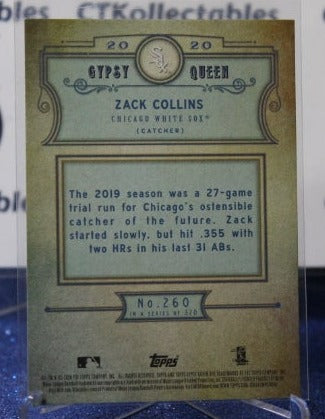 CTKollectibles
20 20
GYPSY QUEEN
ZACK COLLINS
CHICAGO WHITE SOX®
(CATCHER)
The 2019 season was a 27-game
trial run for Chicago's ostensible
catcher of the future. Zack
started slowly, but hit .355 with
two HRs in his last 31 ABs.
No. 260
IN A SERIES OF 320
Topps